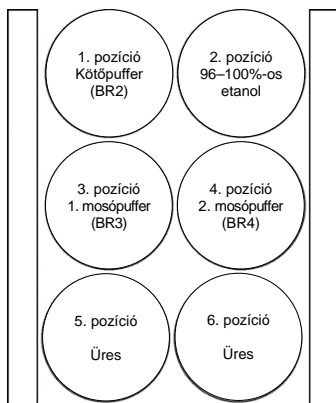 1. pozíció
Kötőpuffer
(BR2)
2. pozíció
96–100%-os
etanol
3. pozíció
1. mosópuffer
(BR3)
4. pozíció
2. mosópuffer
(BR4)
5. pozíció
Üres
6. pozíció
Üres